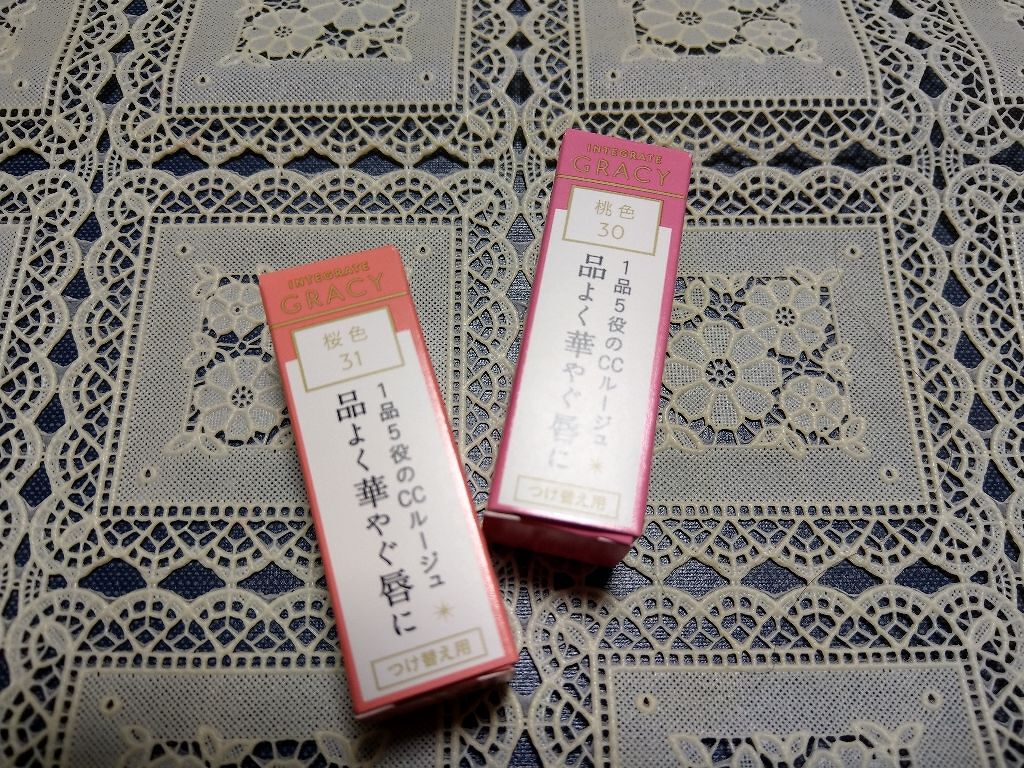 INTEGRATE
GRACY
桜色
31
1品5役のCCルージュ
品よく華やぐ唇に
つけ替え用
INTEGRATE
GRACY
桃色
30
1品5役のCCルージュ
品よく華やぐ唇に
つけ替え用